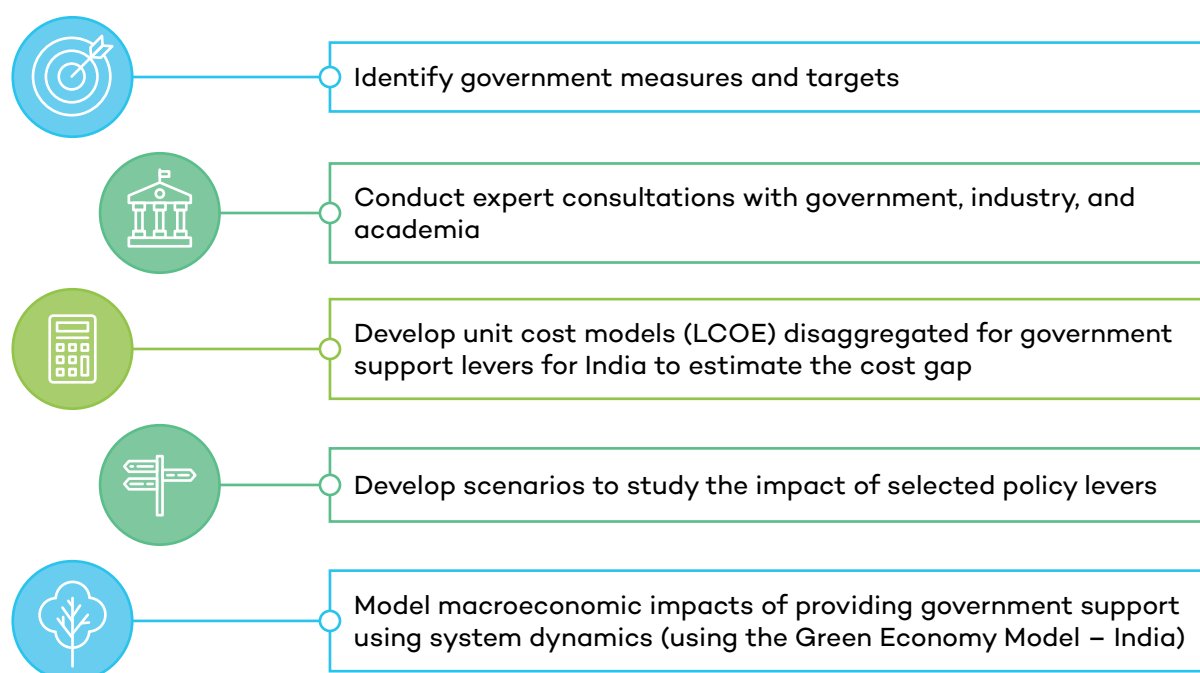 Identify government measures and targets
Conduct expert consultations with government, industry, and
academia
Develop unit cost models (LCOE) disaggregated for government
support levers for India to estimate the cost gap
Develop scenarios to study the impact of selected policy levers
Model macroeconomic impacts of providing government support
using system dynamics (using the Green Economy Model – India)